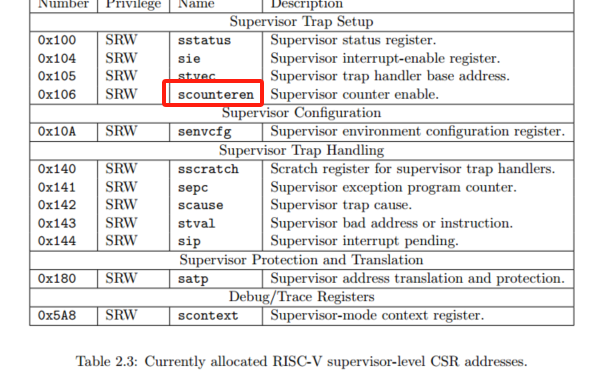 Number Privilege Name Description
Supervisor Trap Setup
0x100 SRW sstatus Supervisor status register.
0x104 SRW sie Supervisor interrupt-enable register.
0x105 SRW stvec Supervisor trap handler base address.
0x106 SRW scounteren Supervisor counter enable.
Supervisor Configuration
0x10A SRW senvcfg Supervisor environment configuration register.
Supervisor Trap Handling
0x140 SRW sscratch Scratch register for supervisor trap handlers.
0x141 SRW sepc Supervisor exception program counter.
0x142 SRW scause Supervisor trap cause.
0x143 SRW stval Supervisor bad address or instruction.
0x144 SRW sip Supervisor interrupt pending.
Supervisor Protection and Translation
0x180 SRW satp Supervisor address translation and protection.
Debug/Trace Registers
0x5A8 SRW scontext Supervisor-mode context register.
Table 2.3: Currently allocated RISC-V supervisor-level CSR addresses.